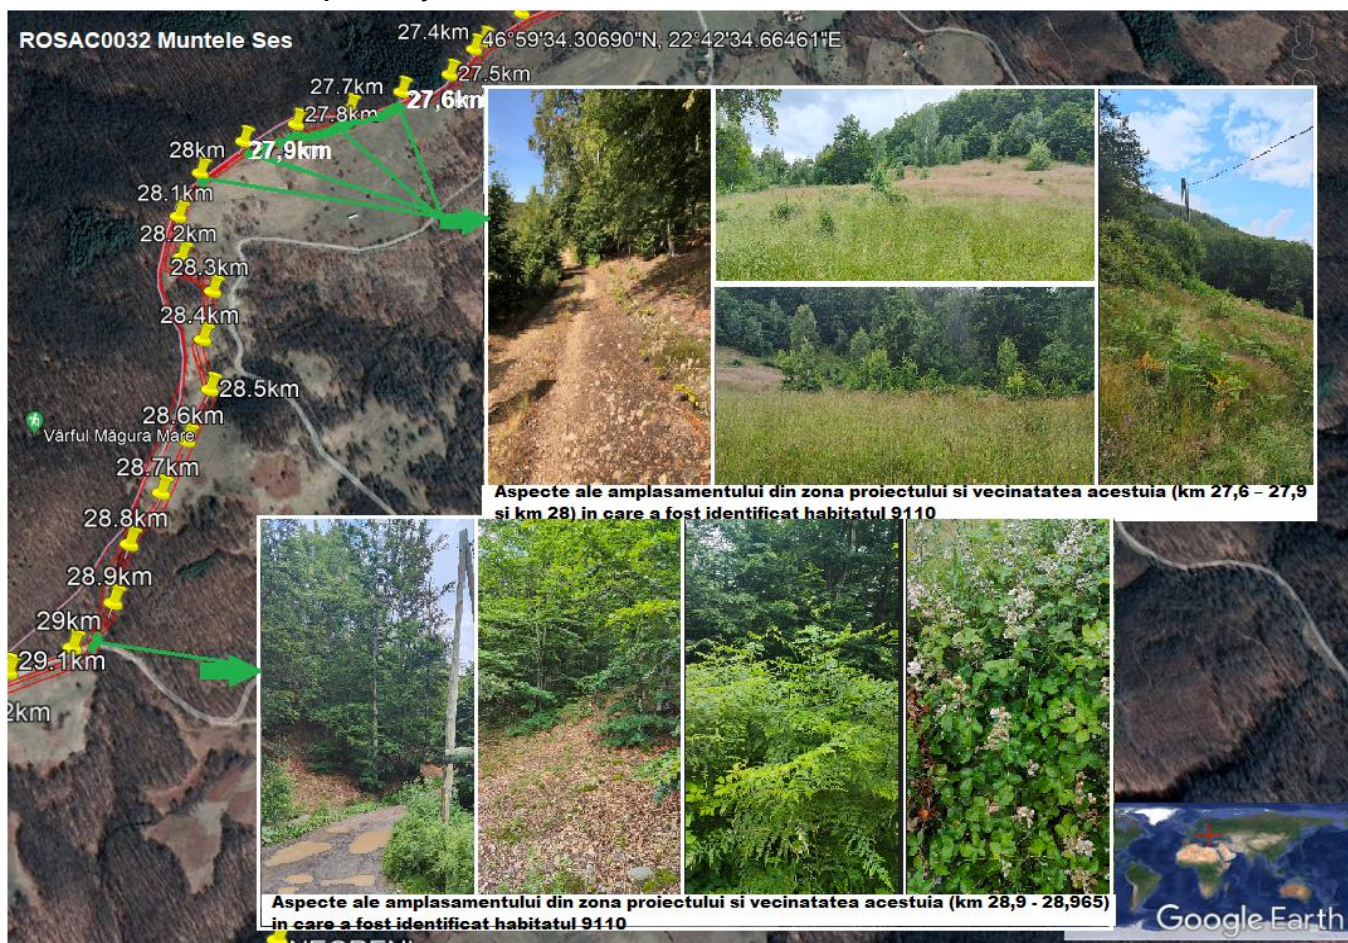 ROSAC0032 Muntele Ses
27.4km
46°59'34.30690"N, 22°42'34.66461"E
27.5km
27.7km
27,6km
27.8km
28km
27,9km
28.1km
28.2km
28.3km
28.4km
28.5km
28.6km
Vârful Măgura Mare
28.7km
28.8km
28.9km
29km
29.1km
2km
Aspecte ale amplasamentului din zona proiectului si vecinatatea acestuia (km 27,6 – 27,9
si km 28) in care a fost identificat habitatul 9110
Aspecte ale amplasamentului din zona proiectului si vecinatatea acestuia (km 28,9 - 28,965)
in care a fost identificat habitatul 9110
Google Earth